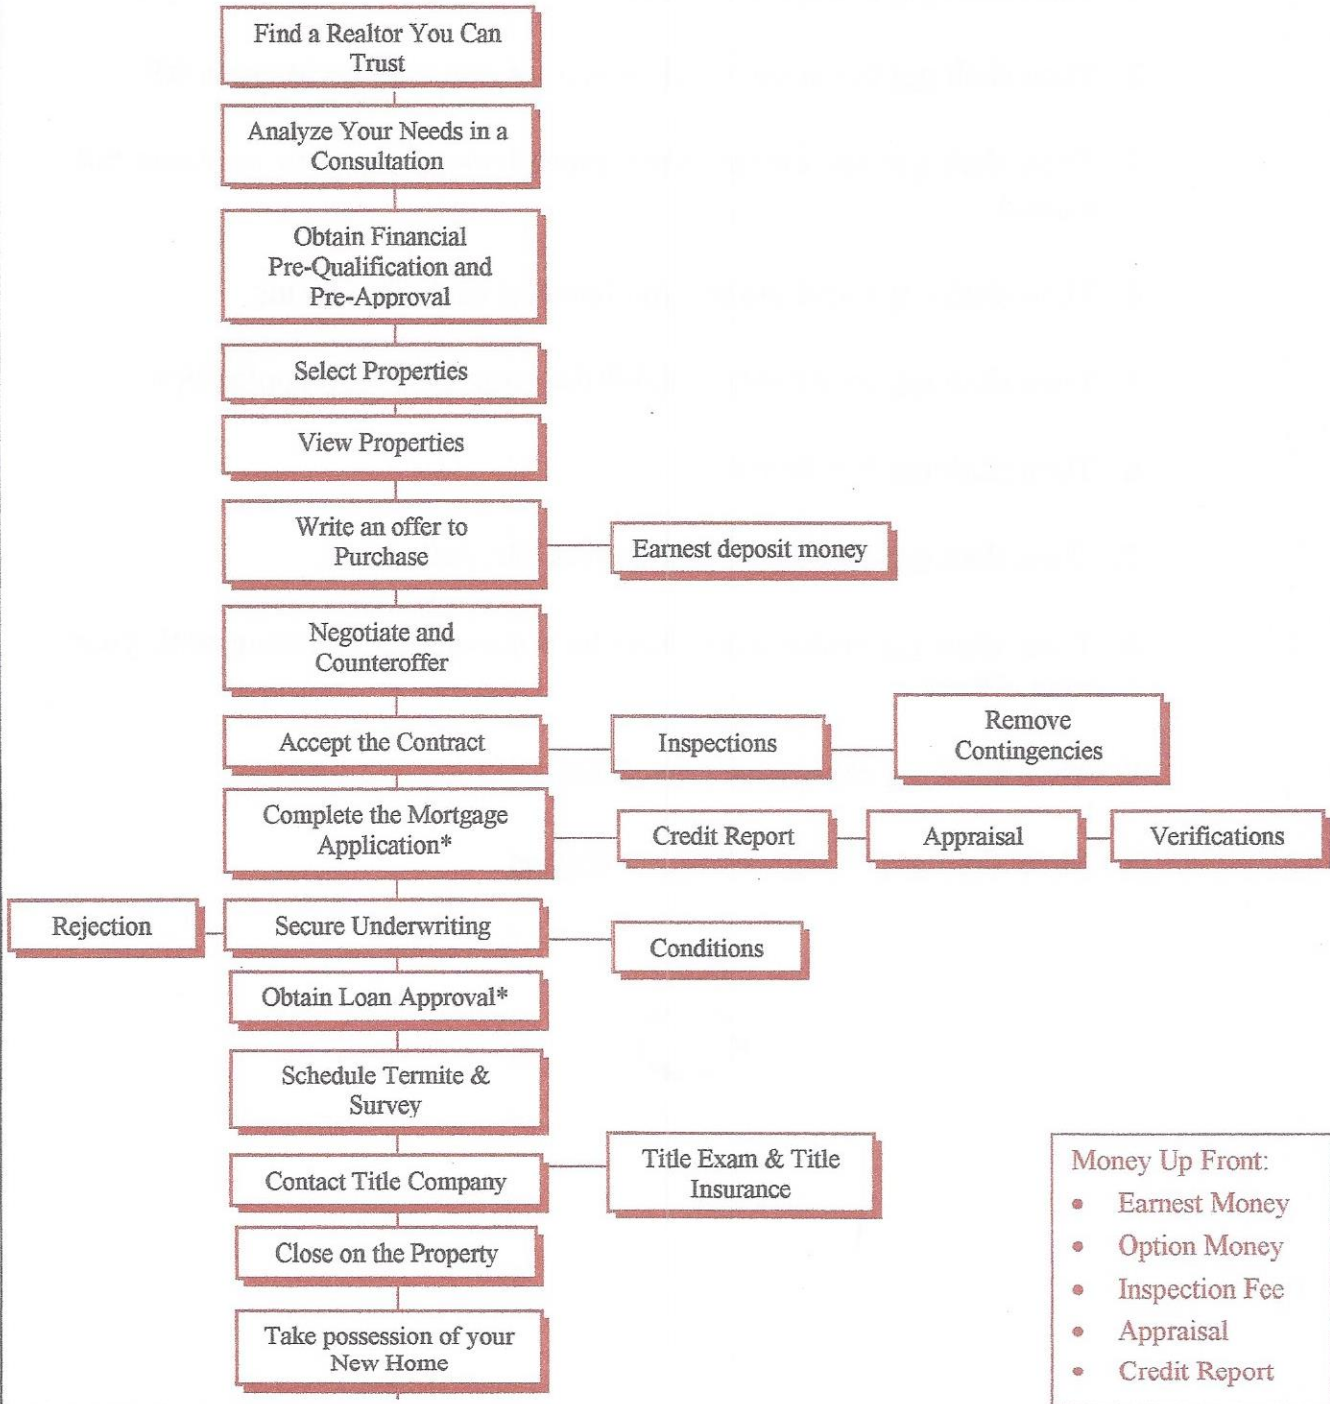 Find a Realtor You Can
Trust
Analyze Your Needs in a
Consultation
Obtain Financial
Pre-Qualification and
Pre-Approval
Select Properties
View Properties
Write an offer to
Purchase
Earnest deposit money
Negotiate and
Counteroffer
Accept the Contract
Inspections
Remove
Contingencies
Complete the Mortgage
Application*
Credit Report
Appraisal
Verifications
Rejection
Secure Underwriting
Conditions
Obtain Loan Approval*
Schedule Termite &
Survey
Contact Title Company
Title Exam & Title
Insurance
Close on the Property
Take possession of your
New Home
Money Up Front:
• Earnest Money
• Option Money
• Inspection Fee
• Appraisal
• Credit Report